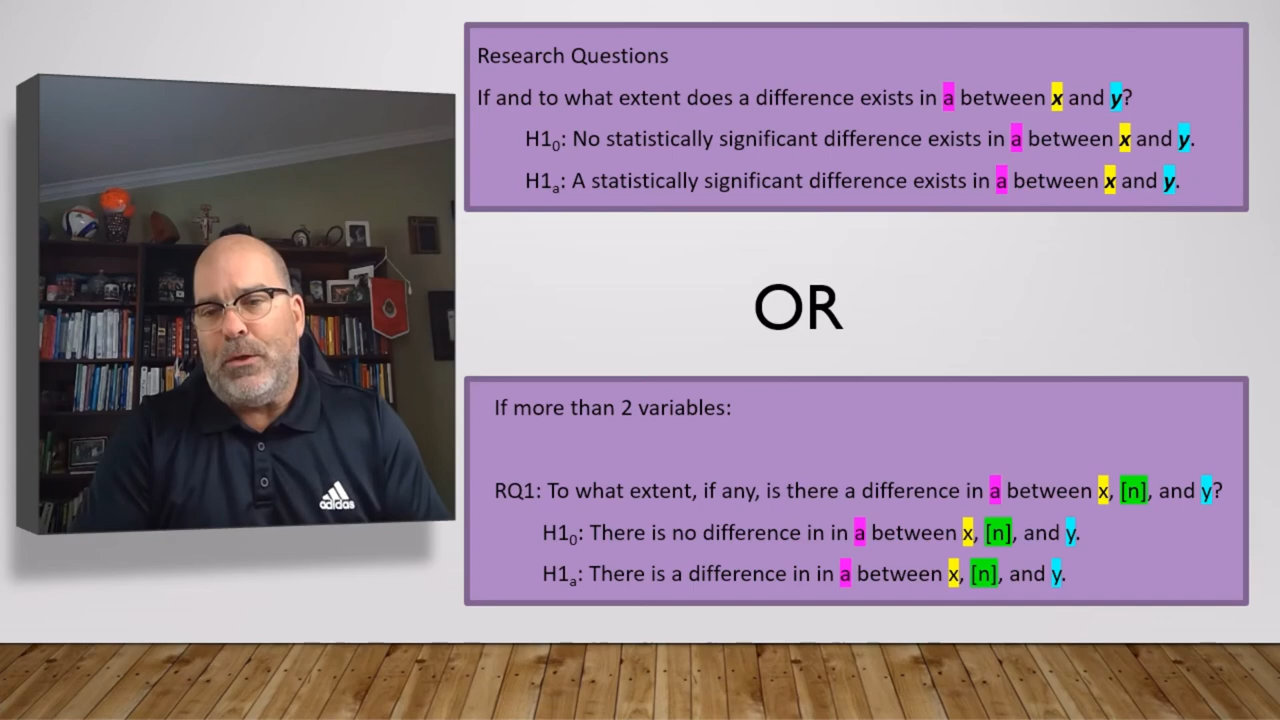 Research Questions
If and to what extent does a difference exists in a between x and y?
H1₀: No statistically significant difference exists in a between x and y.
H1ₐ: A statistically significant difference exists in a between x and y.
OR
If more than 2 variables:
RQ1: To what extent, if any, is there a difference in a between x, [n], and y?
H1₀: There is no difference in in a between x, [n], and y.
H1ₐ: There is a difference in in a between x, [n], and y.
adidas